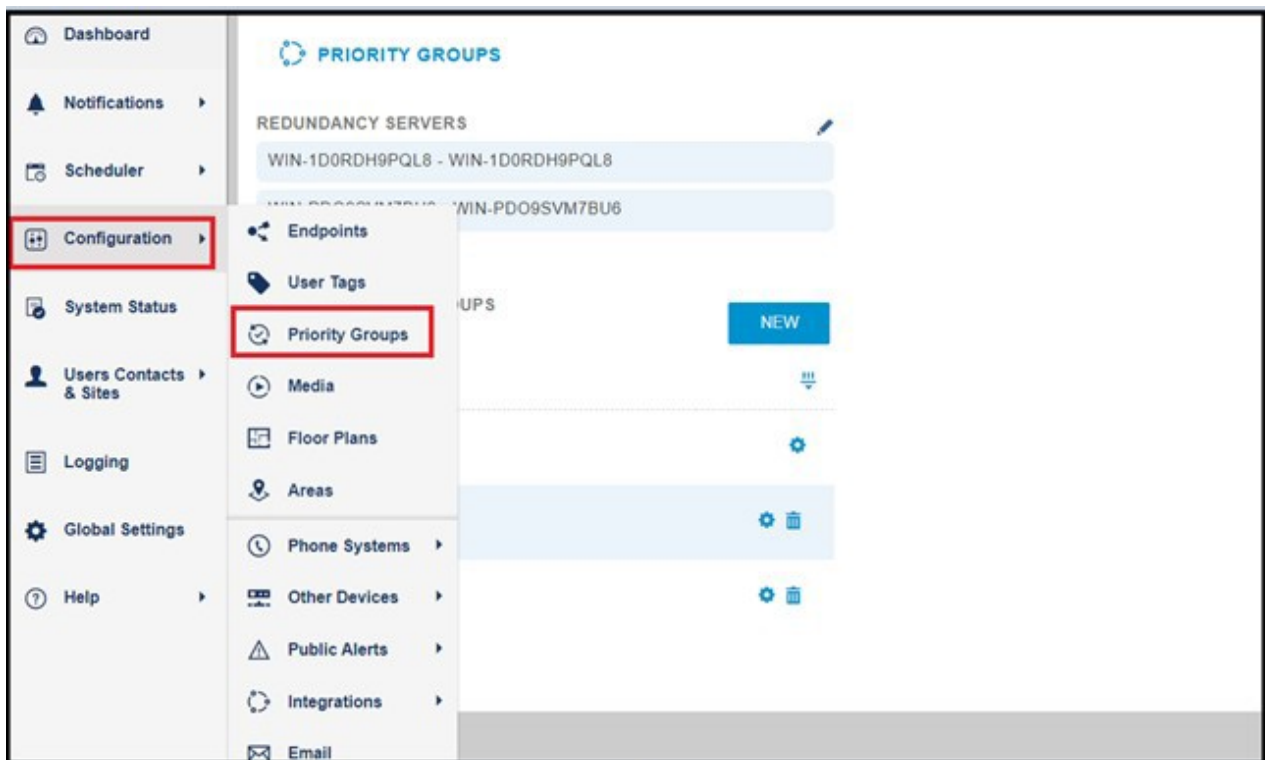 Dashboard
Notifications
Scheduler
Configuration
System Status
Users Contacts
& Sites
Logging
Global Settings
Help
Endpoints
User Tags
Priority Groups
Media
Floor Plans
Areas
Phone Systems
Other Devices
Public Alerts
Integrations
Email
PRIORITY GROUPS
REDUNDANCY SERVERS
WIN-1D0RDH9PQL8 - WIN-1D0RDH9PQL8
WIN-PDO9SVM7BU6
UPS
NEW